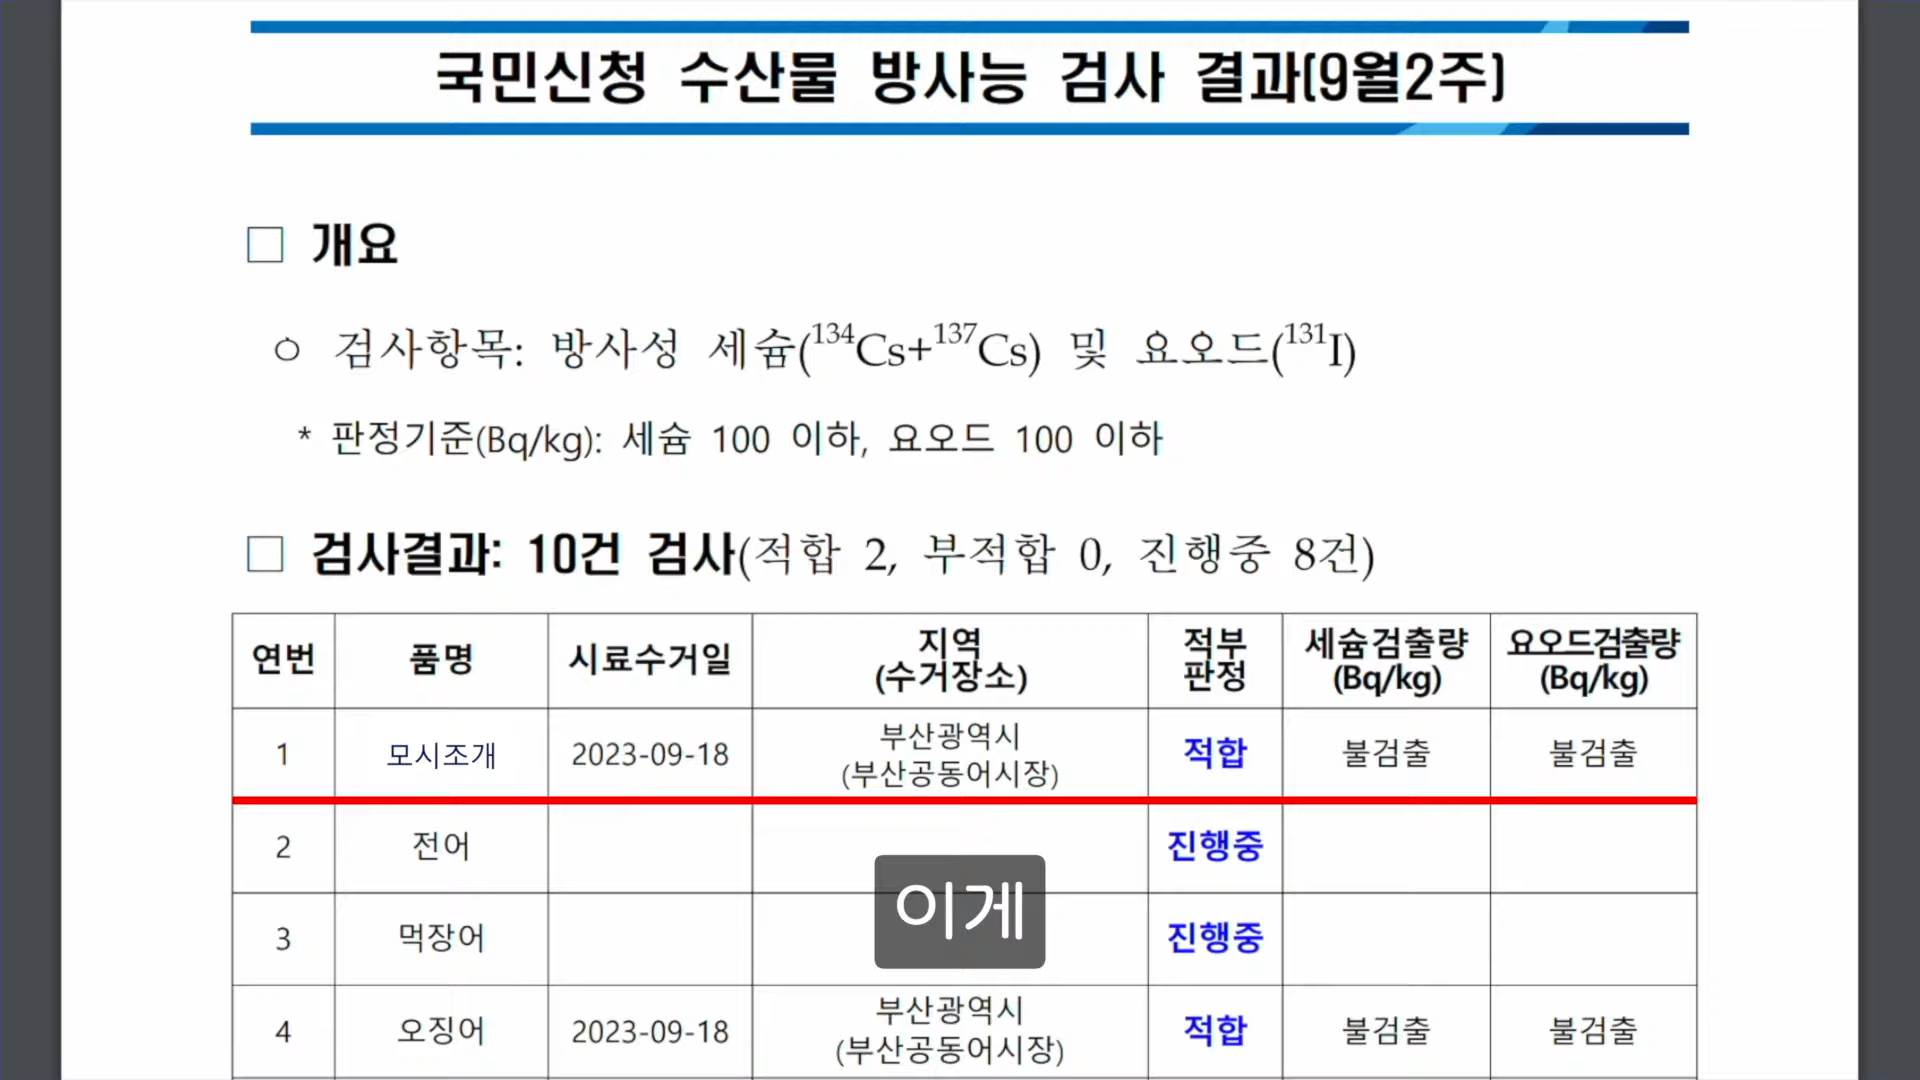 국민신청 수산물 방사능 검사 결과(9월2주)
□ 개요
○ 검사항목: 방사성 세슘(¹³⁴Cs+¹³⁷Cs) 및 요오드(¹³¹I)
* 판정기준(Bq/kg): 세슘 100 이하, 요오드 100 이하
□ 검사결과: 10건 검사(적합 2, 부적합 0, 진행중 8건)
연번 품명 시료수거일 지역 (수거장소) 적부 판정 세슘검출량 (Bq/kg) 요오드검출량 (Bq/kg)
1 모시조개 2023-09-18 부산광역시 (부산공동어시장) 적합 불검출 불검출
2 전어 진행중
이게
3 먹장어 진행중
4 오징어 2023-09-18 부산광역시 (부산공동어시장) 적합 불검출 불검출